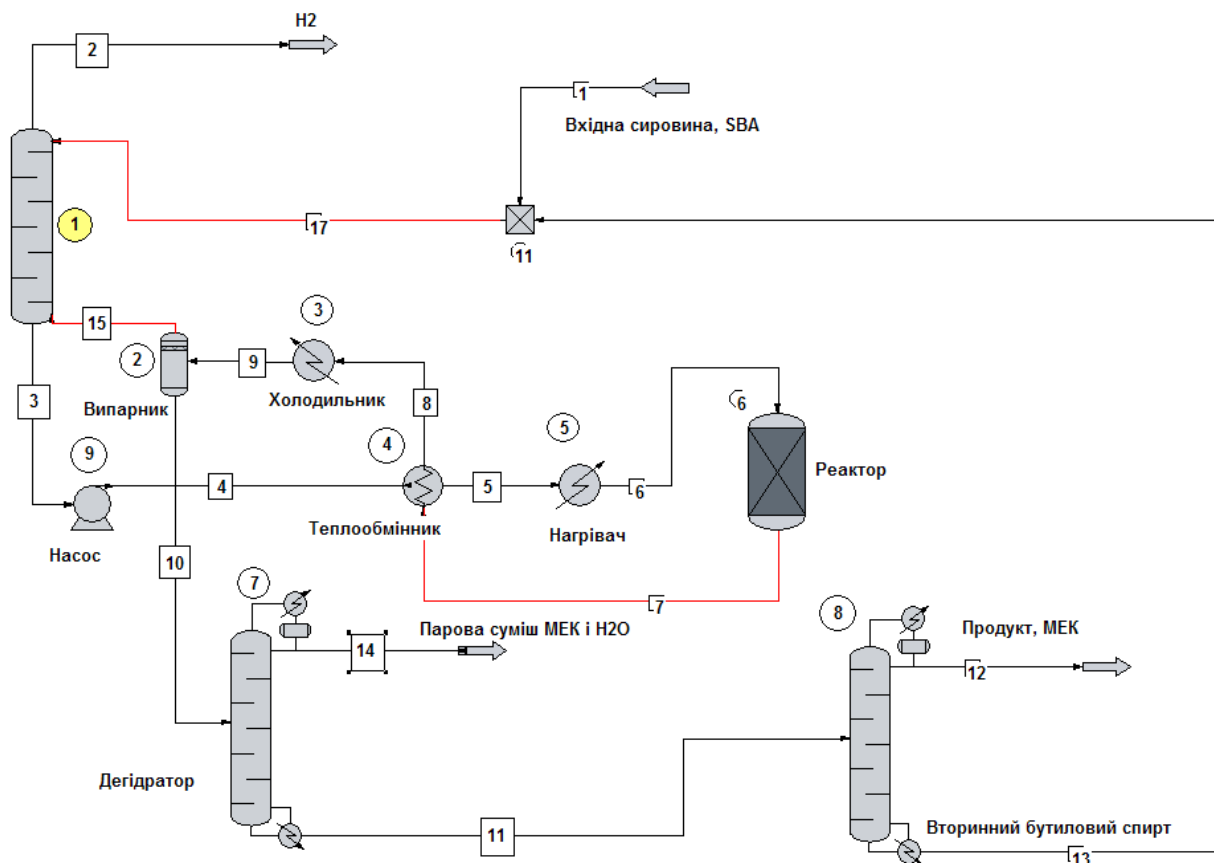 H2
2
1
Вхідна сировина, SBA
1
17
11
15
3
2
9
6
Випарник
Холодильник
8
3
4
5
9
Реактор
4
5
6
Теплообмінник
Нагрівач
Насос
10
7
7
8
Парова суміш МЕК і H2O
Продукт, МЕК
14
12
Дегідратор
Вторинний бутиловий спирт
11
13